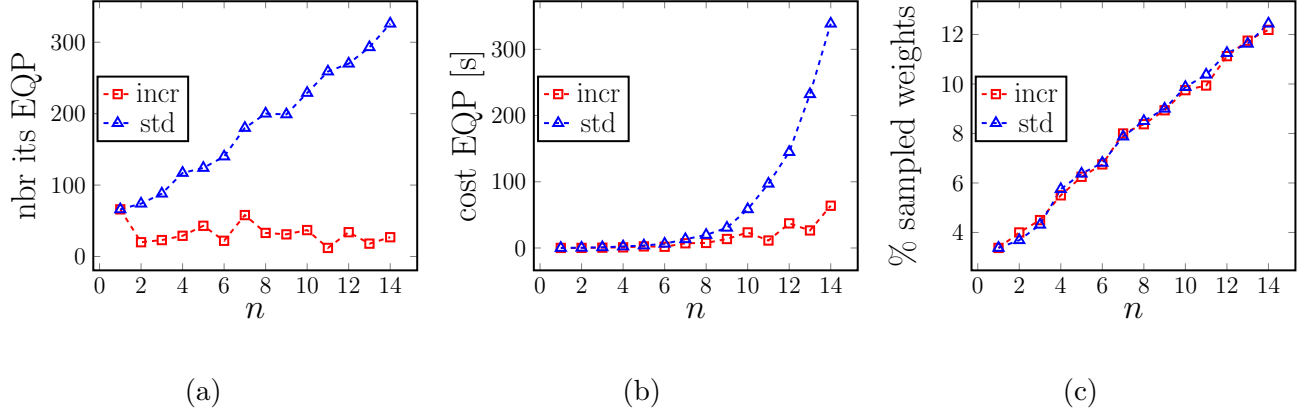 nbr its EQP
300
200
100
0
incr
std
0 2 4 6 8 10 12 14
n
(a)
cost EQP [s]
300
200
100
0
incr
std
0 2 4 6 8 10 12 14
n
(b)
% sampled weights
12
10
8
6
4
incr
std
0 2 4 6 8 10 12 14
n
(c)